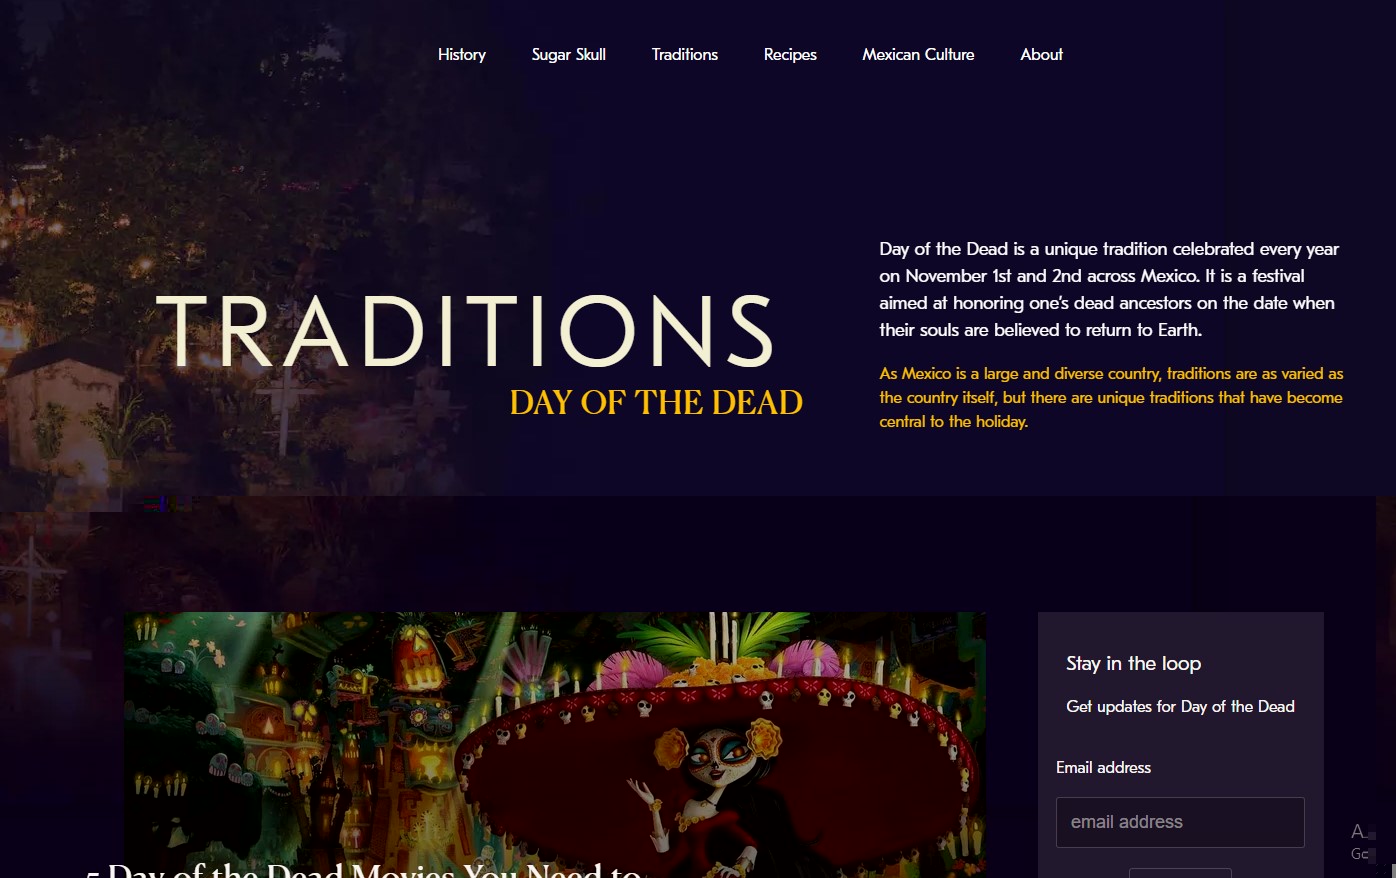 History Sugar Skull Traditions Recipes Mexican Culture About
Day of the Dead is a unique tradition celebrated every year
on November 1st and 2nd across Mexico. It is a festival
aimed at honoring one's dead ancestors on the date when
their souls are believed to return to Earth.
TRADITIONS
DAY OF THE DEAD
As Mexico is a large and diverse country, traditions are as varied as
the country itself, but there are unique traditions that have become
central to the holiday.
Stay in the loop
Get updates for Day of the Dead
Email address
email address
5 Day of the Dead Movies You Need to